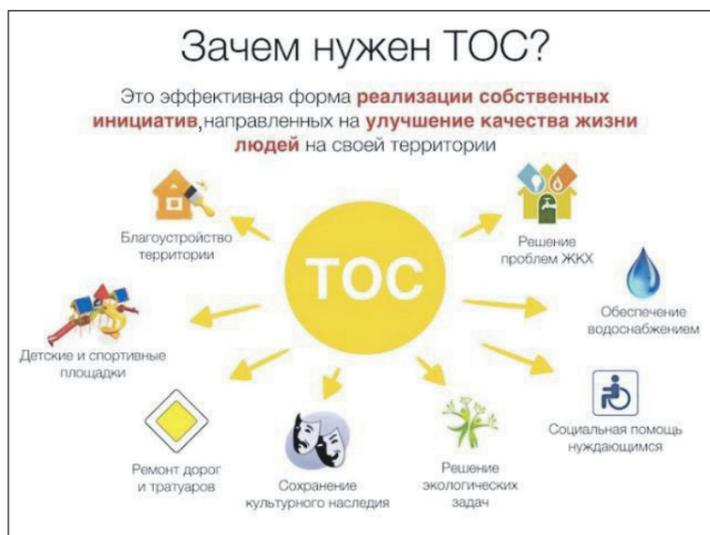 Зачем нужен ТОС?
Это эффективная форма реализации собственных
инициатив,направленных на улучшение качества жизни
людей на своей территории
Благоустройство
территории
Решение
проблем ЖКХ
ТОС
Обеспечение
водоснабжением
Детские и спортивные
площадки
Социальная помощь
нуждающимся
Ремонт дорог
и тратуаров
Сохранение
культурного наследия
Решение
экологических
задач